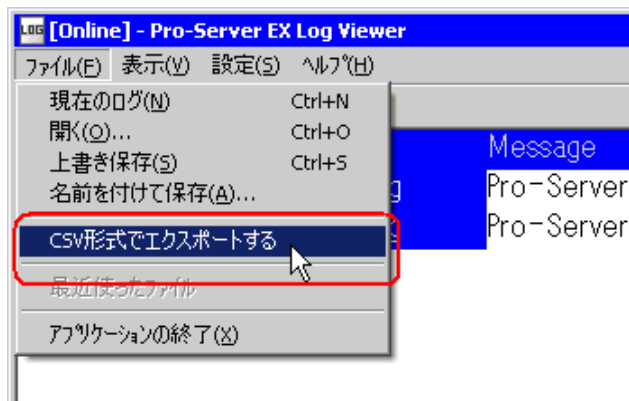 LOG [Online] - Pro-Server EX Log Viewer
ファイル(F) 表示(V) 設定(S) ヘルプ(H)
現在のログ(N) Ctrl+N
開く(O)... Ctrl+O
上書き保存(S) Ctrl+S
名前を付けて保存(A)...
CSV形式でエクスポートする
最近使ったファイル
アプリケーションの終了(X)
Message
g Pro-Server
Pro-Server